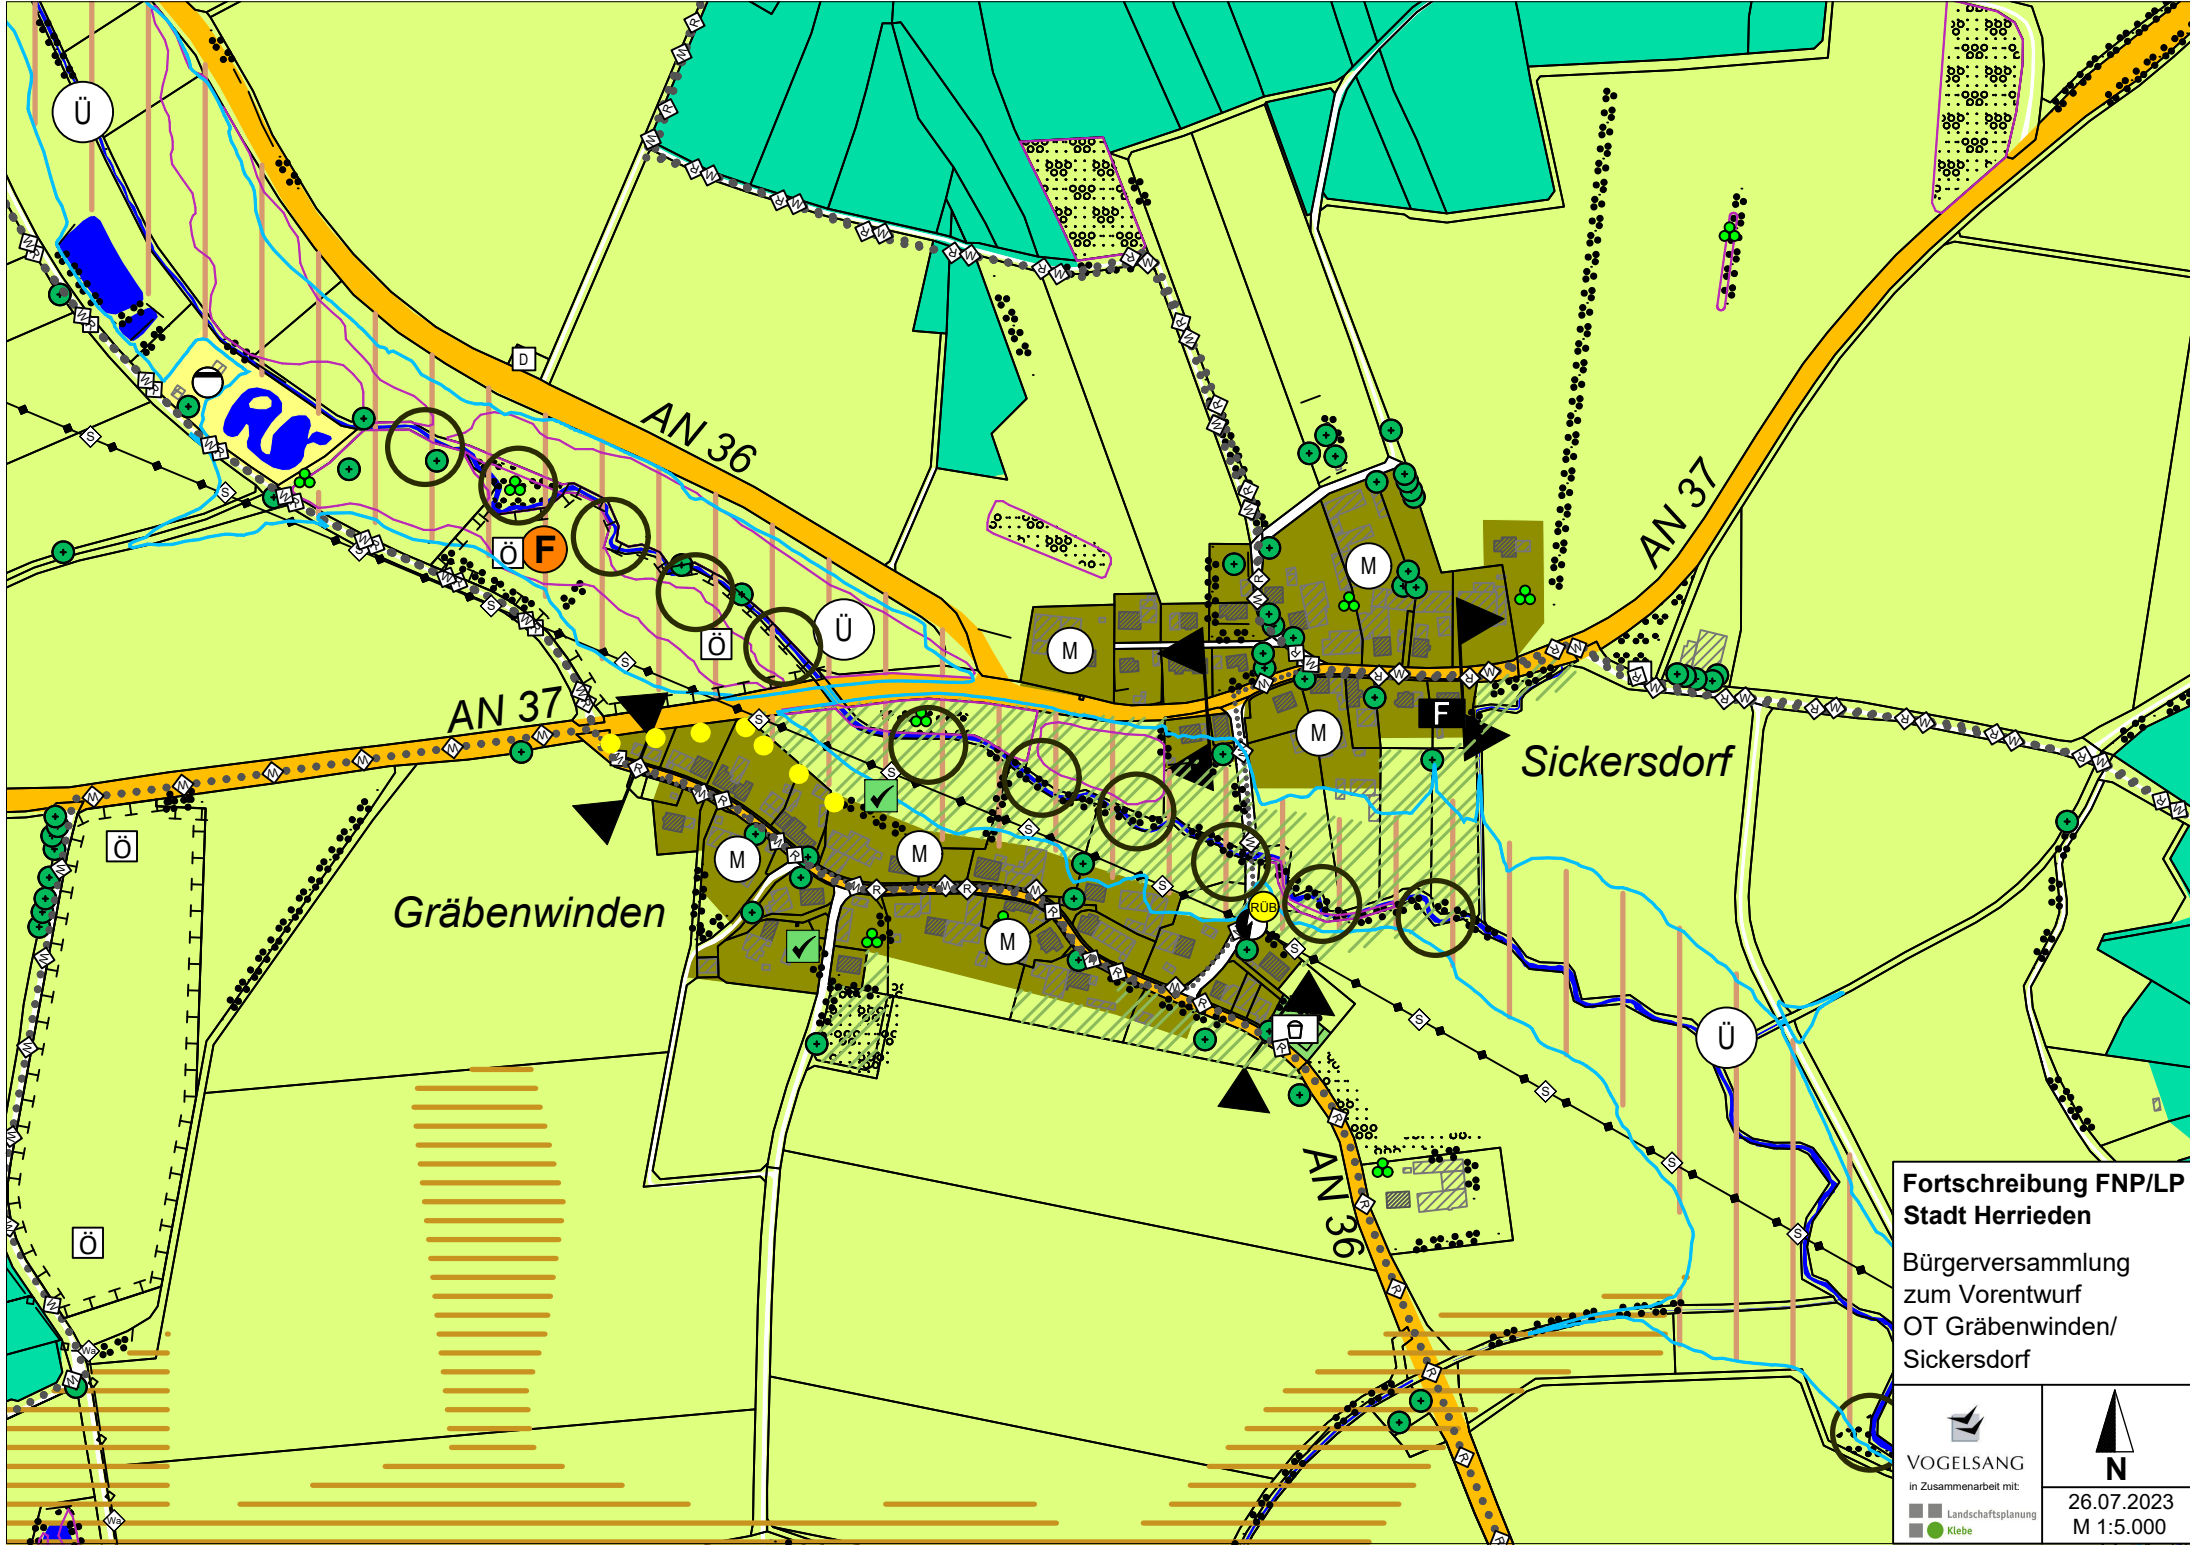 Ü
D
AN 36
AN 37
Ö
F
Ö
Ü
M
M
M
F
AN 37
Sickersdorf
Ö
M
M
Gräbenwinden
M
RÜB
Ü
AN 36
Ö
Fortschreibung FNP/LP
Stadt Herrieden
Bürgerversammlung
zum Vorentwurf
OT Gräbenwinden/
Sickersdorf
VOGELSANG
in Zusammenarbeit mit:
Landschaftsplanung
Klebe
N
26.07.2023
M 1:5.000